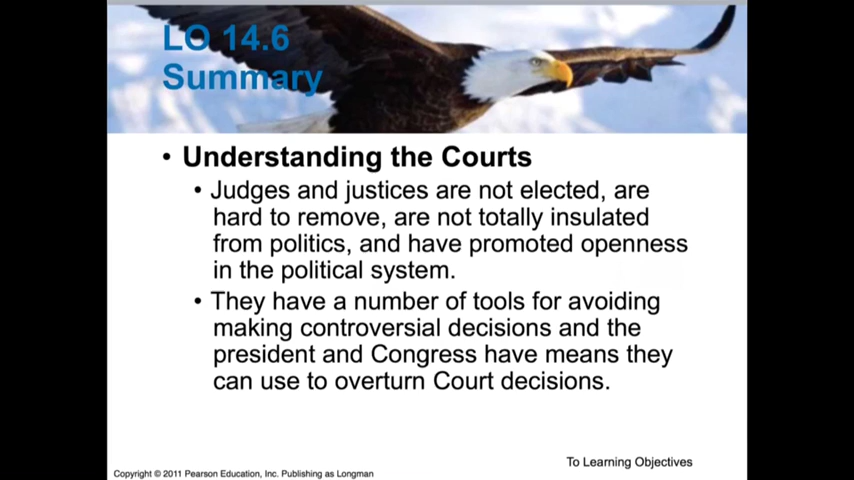 LO 14.6
Summary
• Understanding the Courts
• Judges and justices are not elected, are
hard to remove, are not totally insulated
from politics, and have promoted openness
in the political system.
• They have a number of tools for avoiding
making controversial decisions and the
president and Congress have means they
can use to overturn Court decisions.
To Learning Objectives
Copyright © 2011 Pearson Education, Inc. Publishing as Longman